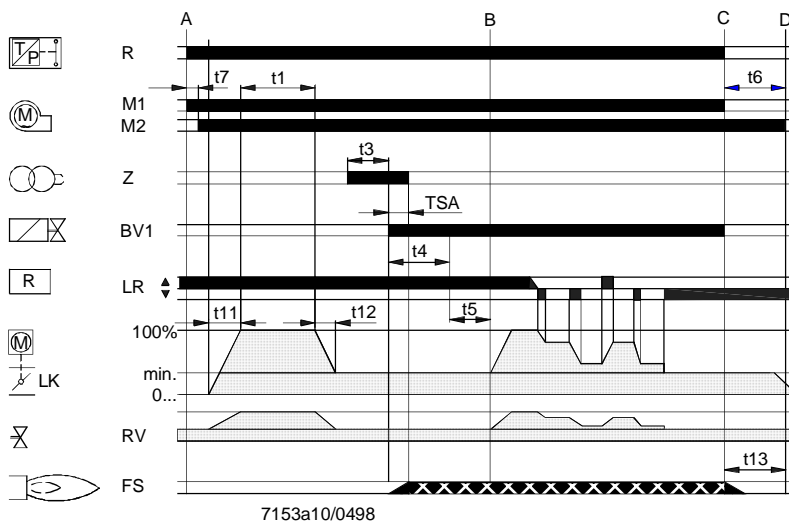 A B C D
T/P R
t7 t1 t6
M M1
M2
t3
Z
TSA
BV1
t4
R LR
t11 t12 t5
100%
M
LK min.
0...
RV
t13
FS
7153a10/0498